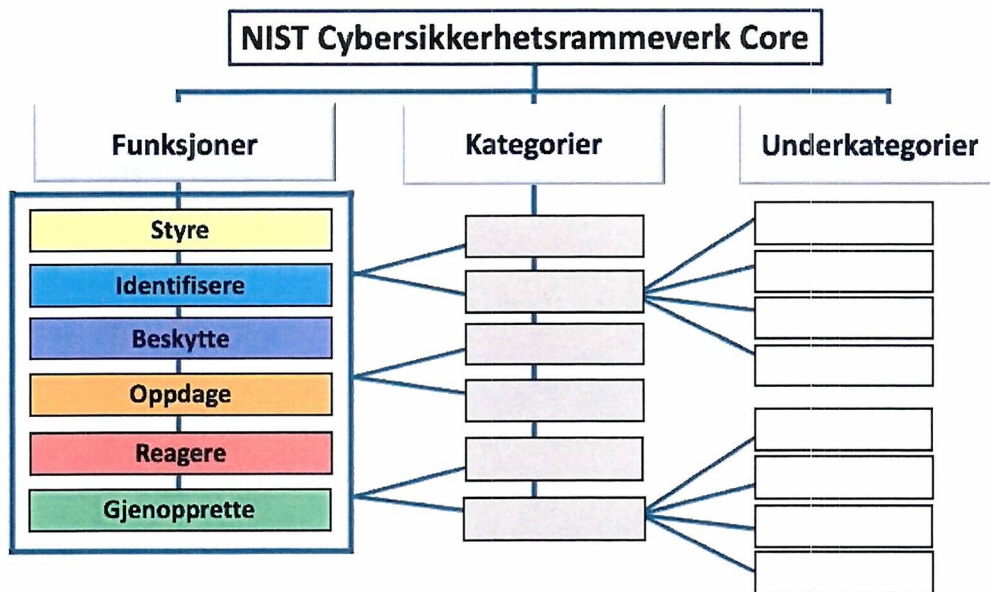 NIST Cybersikkerhetsrammeverk Core
Funksjoner
Kategorier
Underkategorier
Styre
Identifisere
Beskytte
Oppdage
Reagere
Gjenopprette